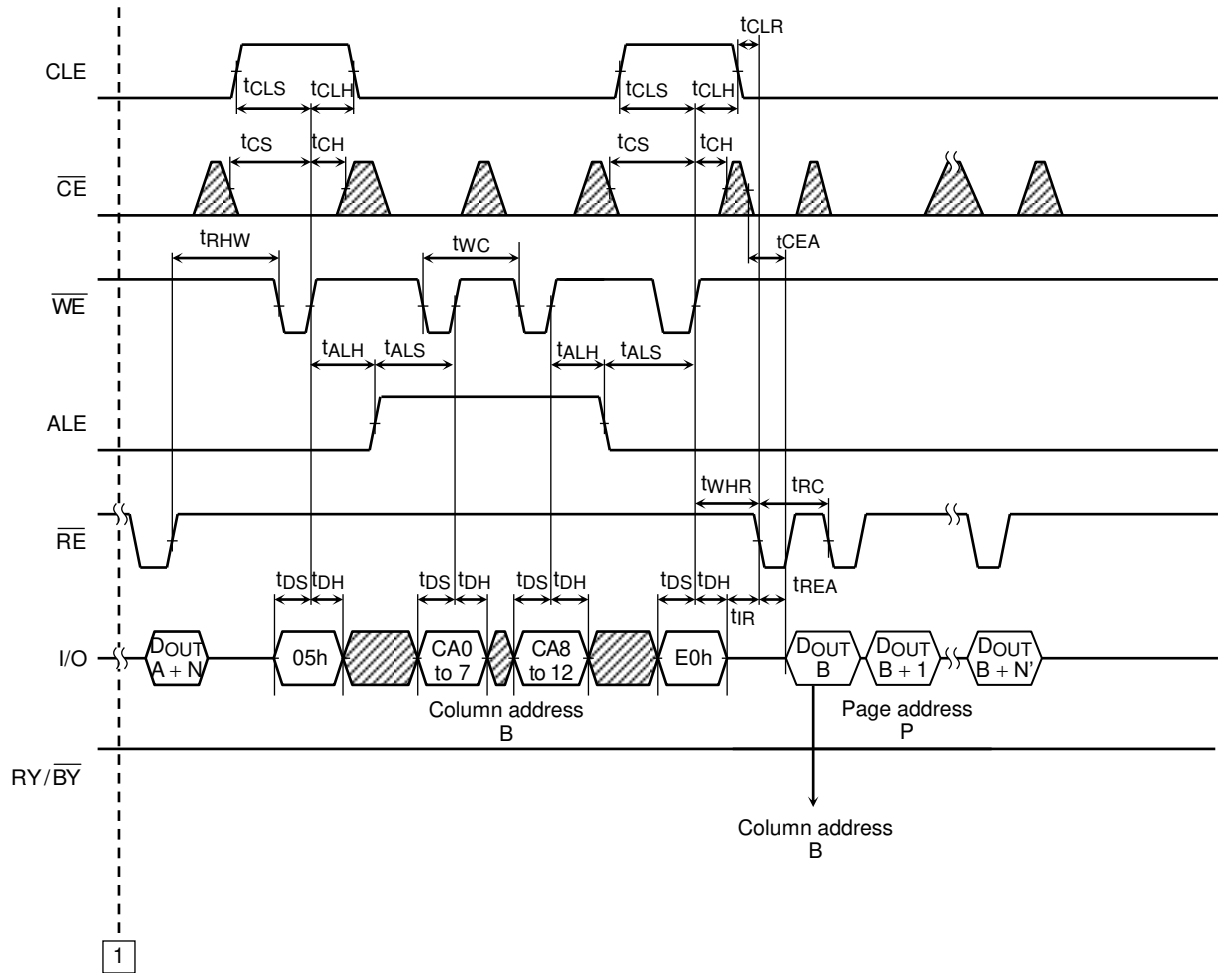 tCLR
CLE
tCLS tCLH tCLS tCLH
tCS tCH tCS tCH
CE
tRHW tWC tCEA
WE
tALH tALS tALH tALS
ALE
tWHR tRC
RE
tDS tDH tDS tDH tDS tDH tDS tDH tREA
tIR
I/O
DOUT
A + N
05h
CA0
to 7
CA8
to 12
E0h
DOUT
B
DOUT
B + 1
DOUT
B + N’
Column address
B
Page address
P
RY/BY
Column address
B
1